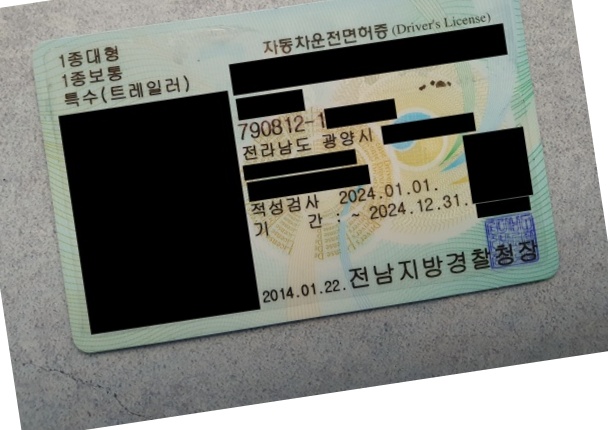 1종대형
1종보통
특수(트레일러)
자동차운전면허증 (Driver's License)
790812-1
전라남도 광양시
적성검사 2024.01.01.
기 간 : ~ 2024.12.31.
2014.01.22. 전남지방경찰청장